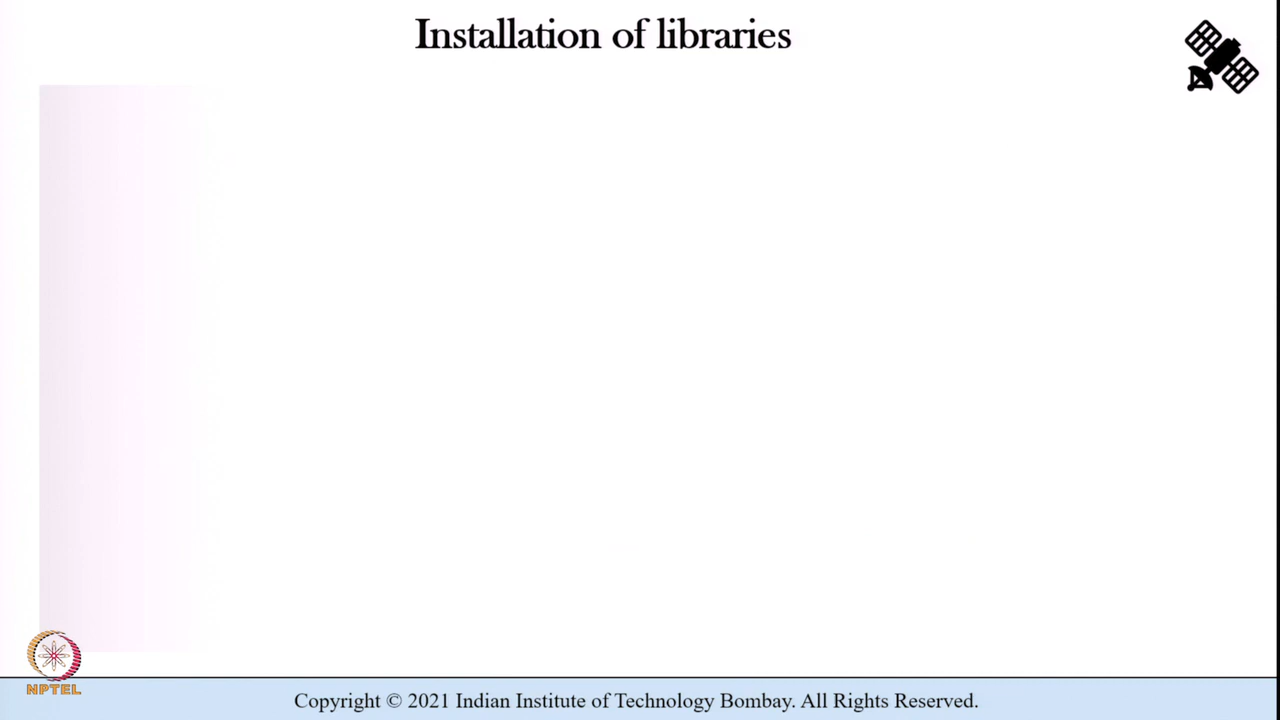 Installation of libraries
NPTEL
Copyright © 2021 Indian Institute of Technology Bombay. All Rights Reserved.